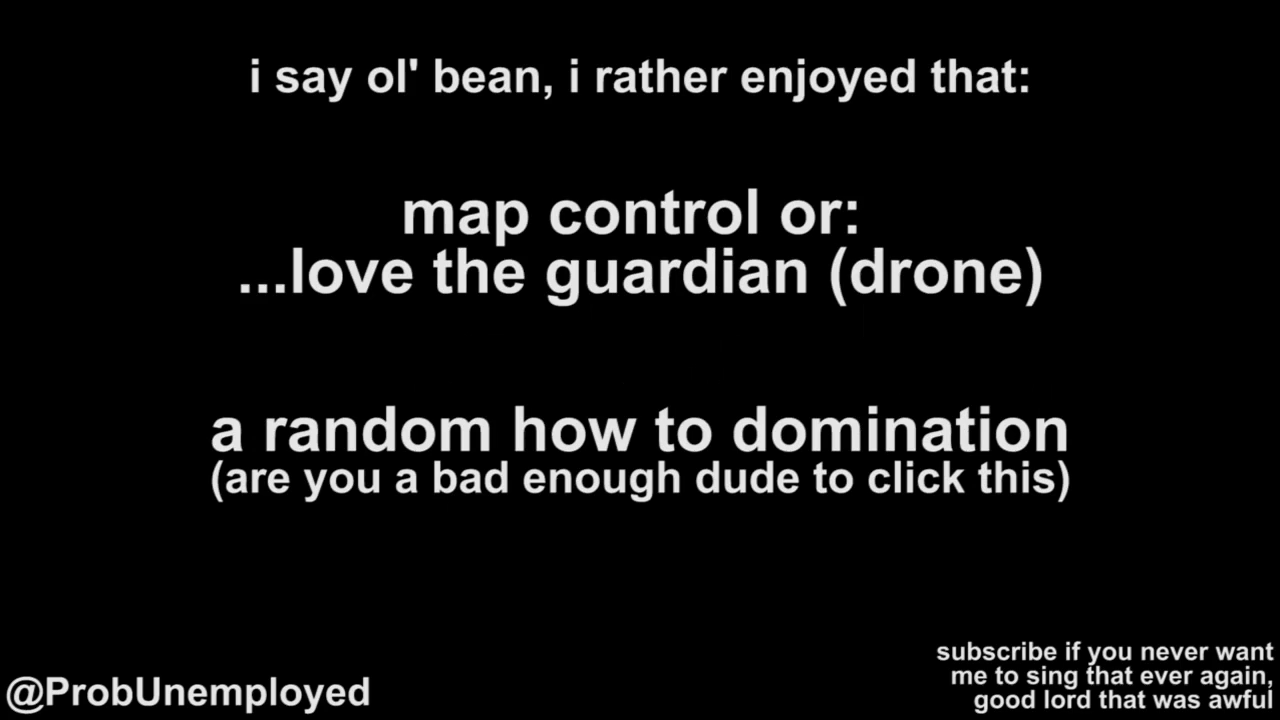 i say ol' bean, i rather enjoyed that:
map control or:
...love the guardian (drone)
a random how to domination
(are you a bad enough dude to click this)
subscribe if you never want
me to sing that ever again,
good lord that was awful
@ProbUnemployed